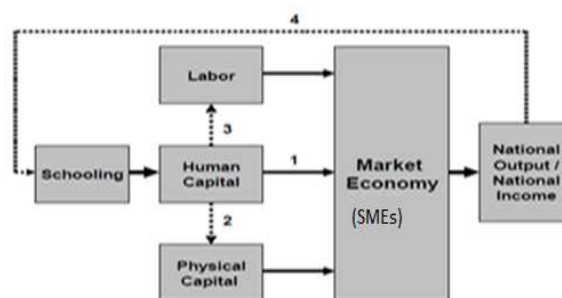 4
Labor
3
Schooling
Human
Capital
1
Market
Economy
(SMEs)
National
Output /
National
Income
2
Physical
Capital